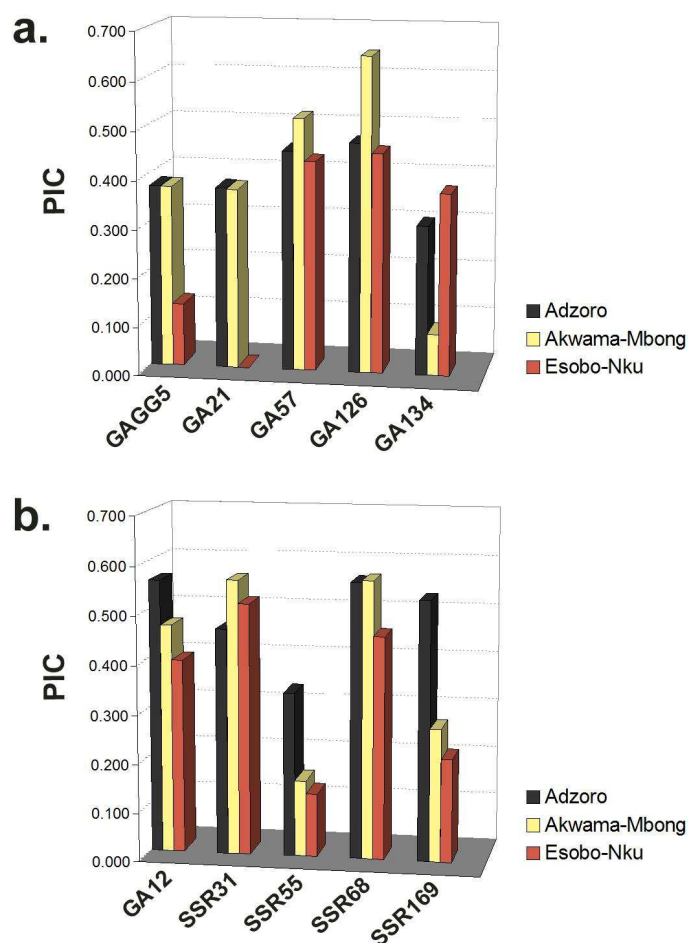 a.
0.700
0.600
0.500
0.400
0.300
0.200
0.100
0.000
PIC
GAGG5
GA21
GA57
GA126
GA134
Adzoro
Akwama-Mbong
Esobo-Nku
b.
0.700
0.600
0.500
0.400
0.300
0.200
0.100
0.000
PIC
GA12
SSR31
SSR55
SSR68
SSR169
Adzoro
Akwama-Mbong
Esobo-Nku